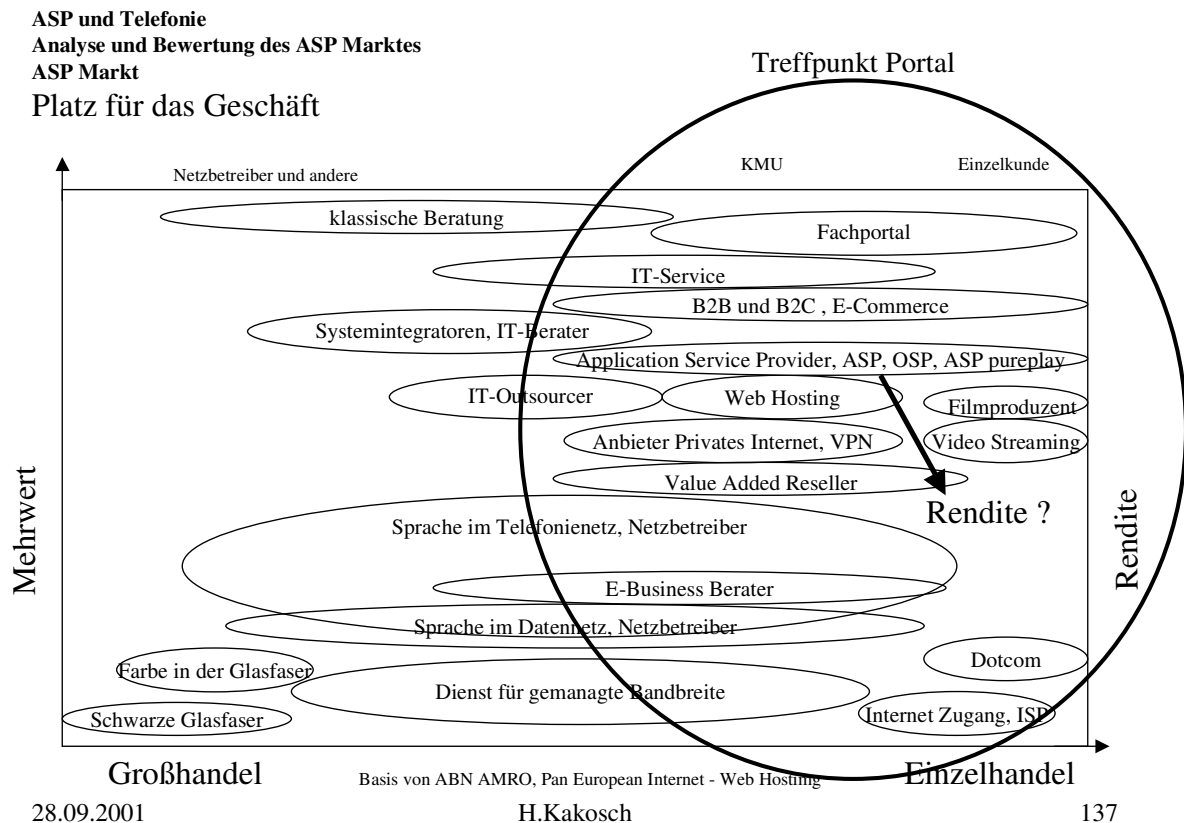 ASP und Telefonie
Analyse und Bewertung des ASP Marktes
ASP Markt
Platz für das Geschäft
Treffpunkt Portal
Netzbetreiber und andere
KMU
Einzelkunde
klassische Beratung
Fachportal
IT-Service
B2B und B2C , E-Commerce
Systemintegratoren, IT-Berater
Application Service Provider, ASP, OSP, ASP pureplay
IT-Outsourcer
Web Hosting
Filmproduzent
Anbieter Privates Internet, VPN
Video Streaming
Value Added Reseller
Rendite ?
Sprache im Telefonienetz, Netzbetreiber
Mehrwert
Rendite
E-Business Berater
Sprache im Datennetz, Netzbetreiber
Farbe in der Glasfaser
Dotcom
Dienst für gemanagte Bandbreite
Schwarze Glasfaser
Internet Zugang, ISP
Großhandel
Basis von ABN AMRO, Pan European Internet - Web Hostimg
Einzelhandel
28.09.2001
H.Kakosch
137